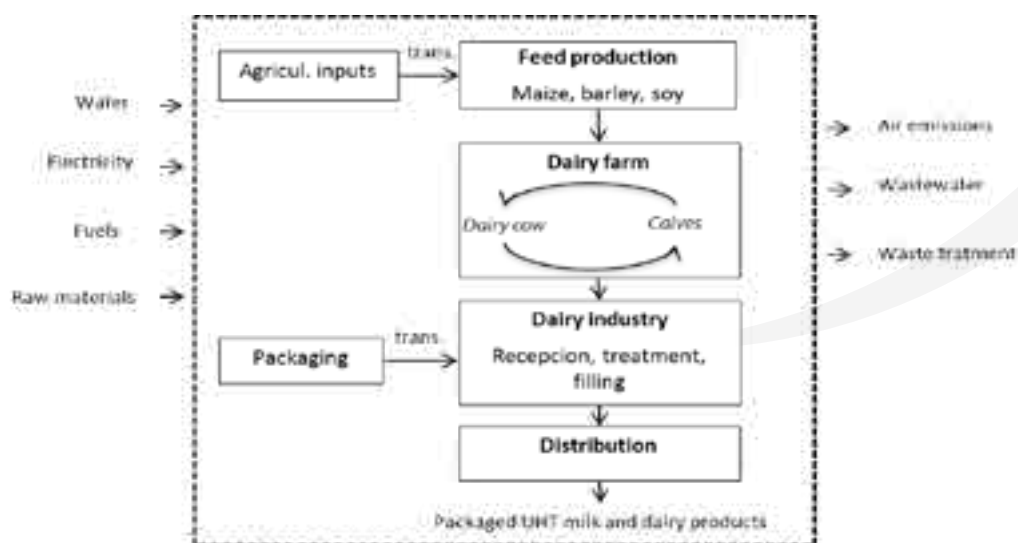 Agricul. inputs
trans.
Feed production
Maize, barley, soy
Water
Electricity
Fuels
Raw materials
Dairy farm
Dairy cow
Calves
Air emissions
Wastewater
Waste tratment
Packaging
trans.
Dairy industry
Recepcion, treatment,
filling
Distribution
Packaged UHT milk and dairy products